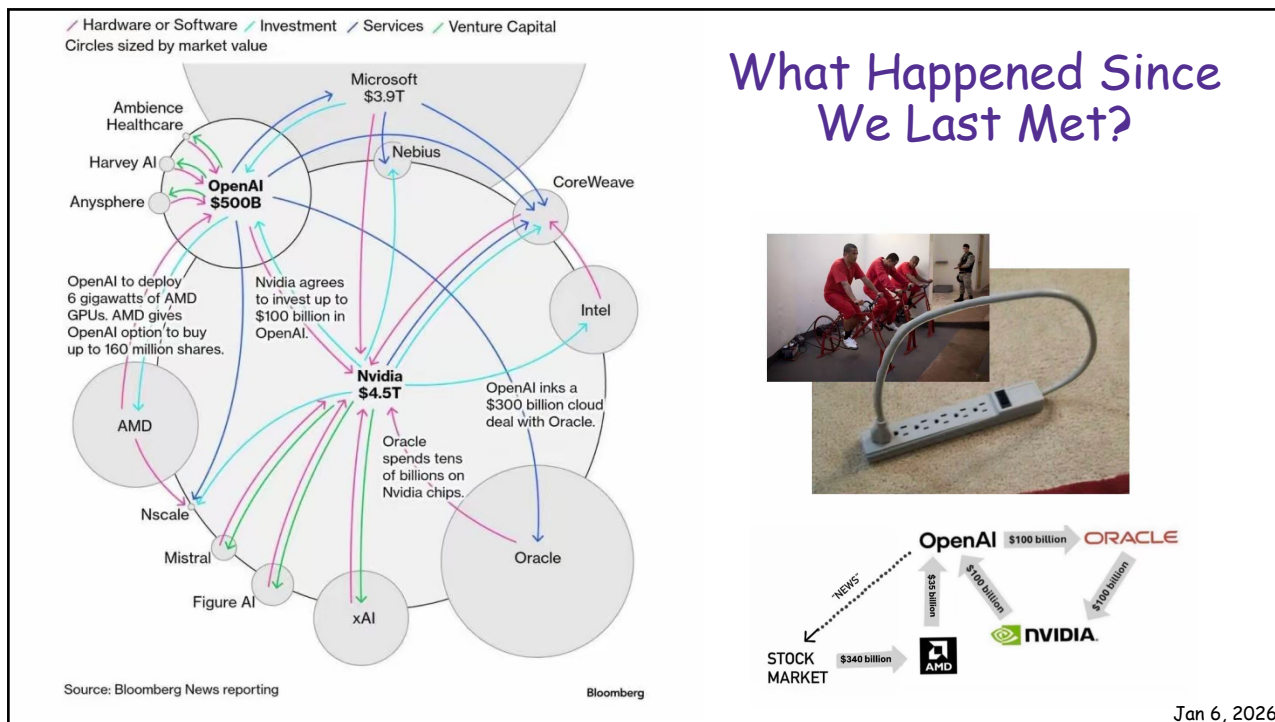 Hardware or Software Investment Services Venture Capital
Circles sized by market value
Microsoft
$3.9T
Ambience
Healthcare
Harvey AI
Anysphere
OpenAI
$500B
Nebius
CoreWeave
OpenAI to deploy
6 gigawatts of AMD
GPUs. AMD gives
OpenAI option to buy
up to 160 million shares.
Nvidia agrees
to invest up to
$100 billion in
OpenAI.
Intel
Nvidia
$4.5T
OpenAI inks a
$300 billion cloud
deal with Oracle.
AMD
Oracle
spends tens
of billions on
Nvidia chips.
Nscale
Mistral
Figure AI
xAI
Oracle
Source: Bloomberg News reporting
Bloomberg
What Happened Since
We Last Met?
OpenAI
$100 billion
ORACLE
"NEWS"
$35 billion
$100 billion
$100 billion
NVIDIA.
STOCK
MARKET
$340 billion
AMD
Jan 6, 2026